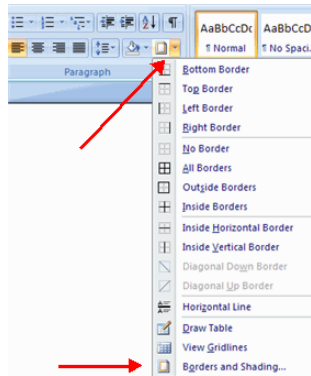 AaBbCcDc AaBbCcD
¶ Normal ¶ No Spaci..
Paragraph
Bottom Border
Top Border
Left Border
Right Border
No Border
All Borders
Outside Borders
Inside Borders
Inside Horizontal Border
Inside Vertical Border
Diagonal Down Border
Diagonal Up Border
Horizontal Line
Draw Table
View Gridlines
Borders and Shading...